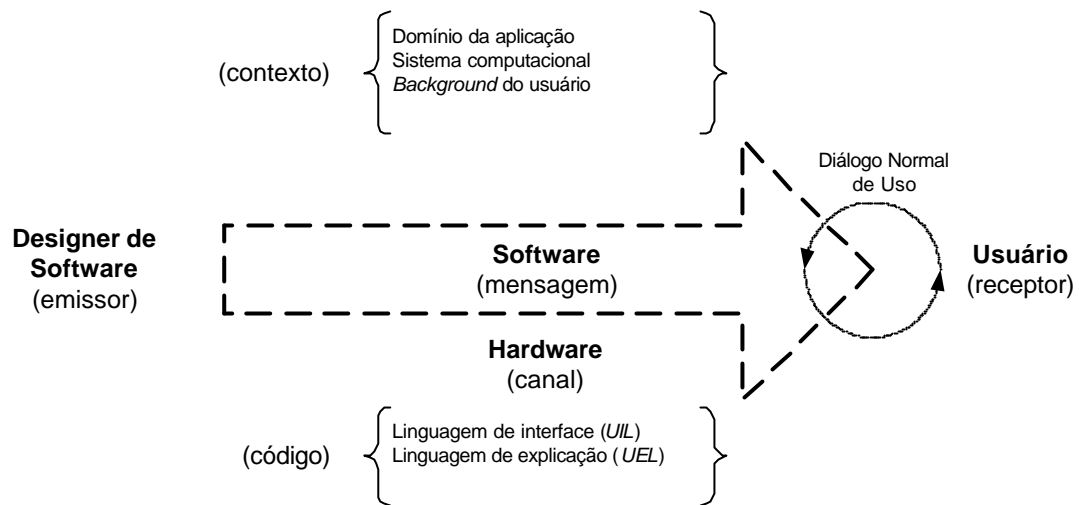 (contexto)
Domínio da aplicação
Sistema computacional
Background do usuário
Diálogo Normal
de Uso
Designer de
Software
(emissor)
Software
(mensagem)
Usuário
(receptor)
Hardware
(canal)
(código)
Linguagem de interface (UIL)
Linguagem de explicação ( UEL)